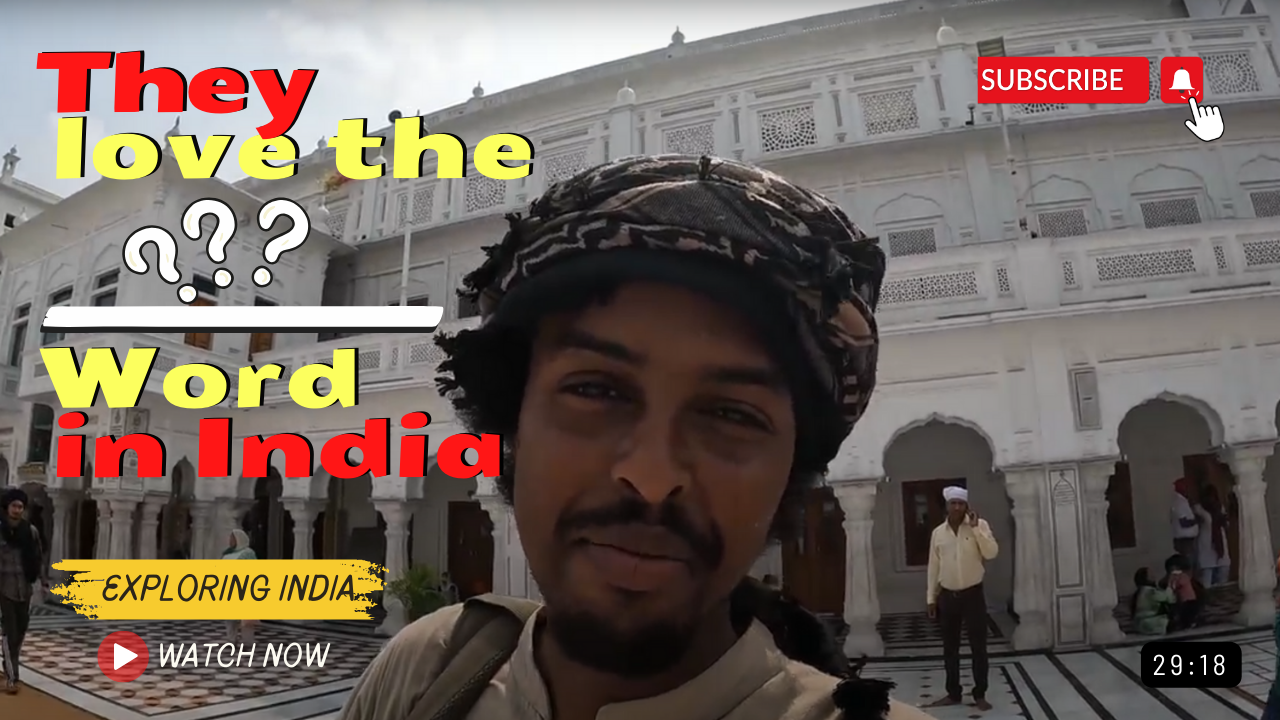 They
love the
???
Word
in India
SUBSCRIBE
EXPLORING INDIA
WATCH NOW
29:18